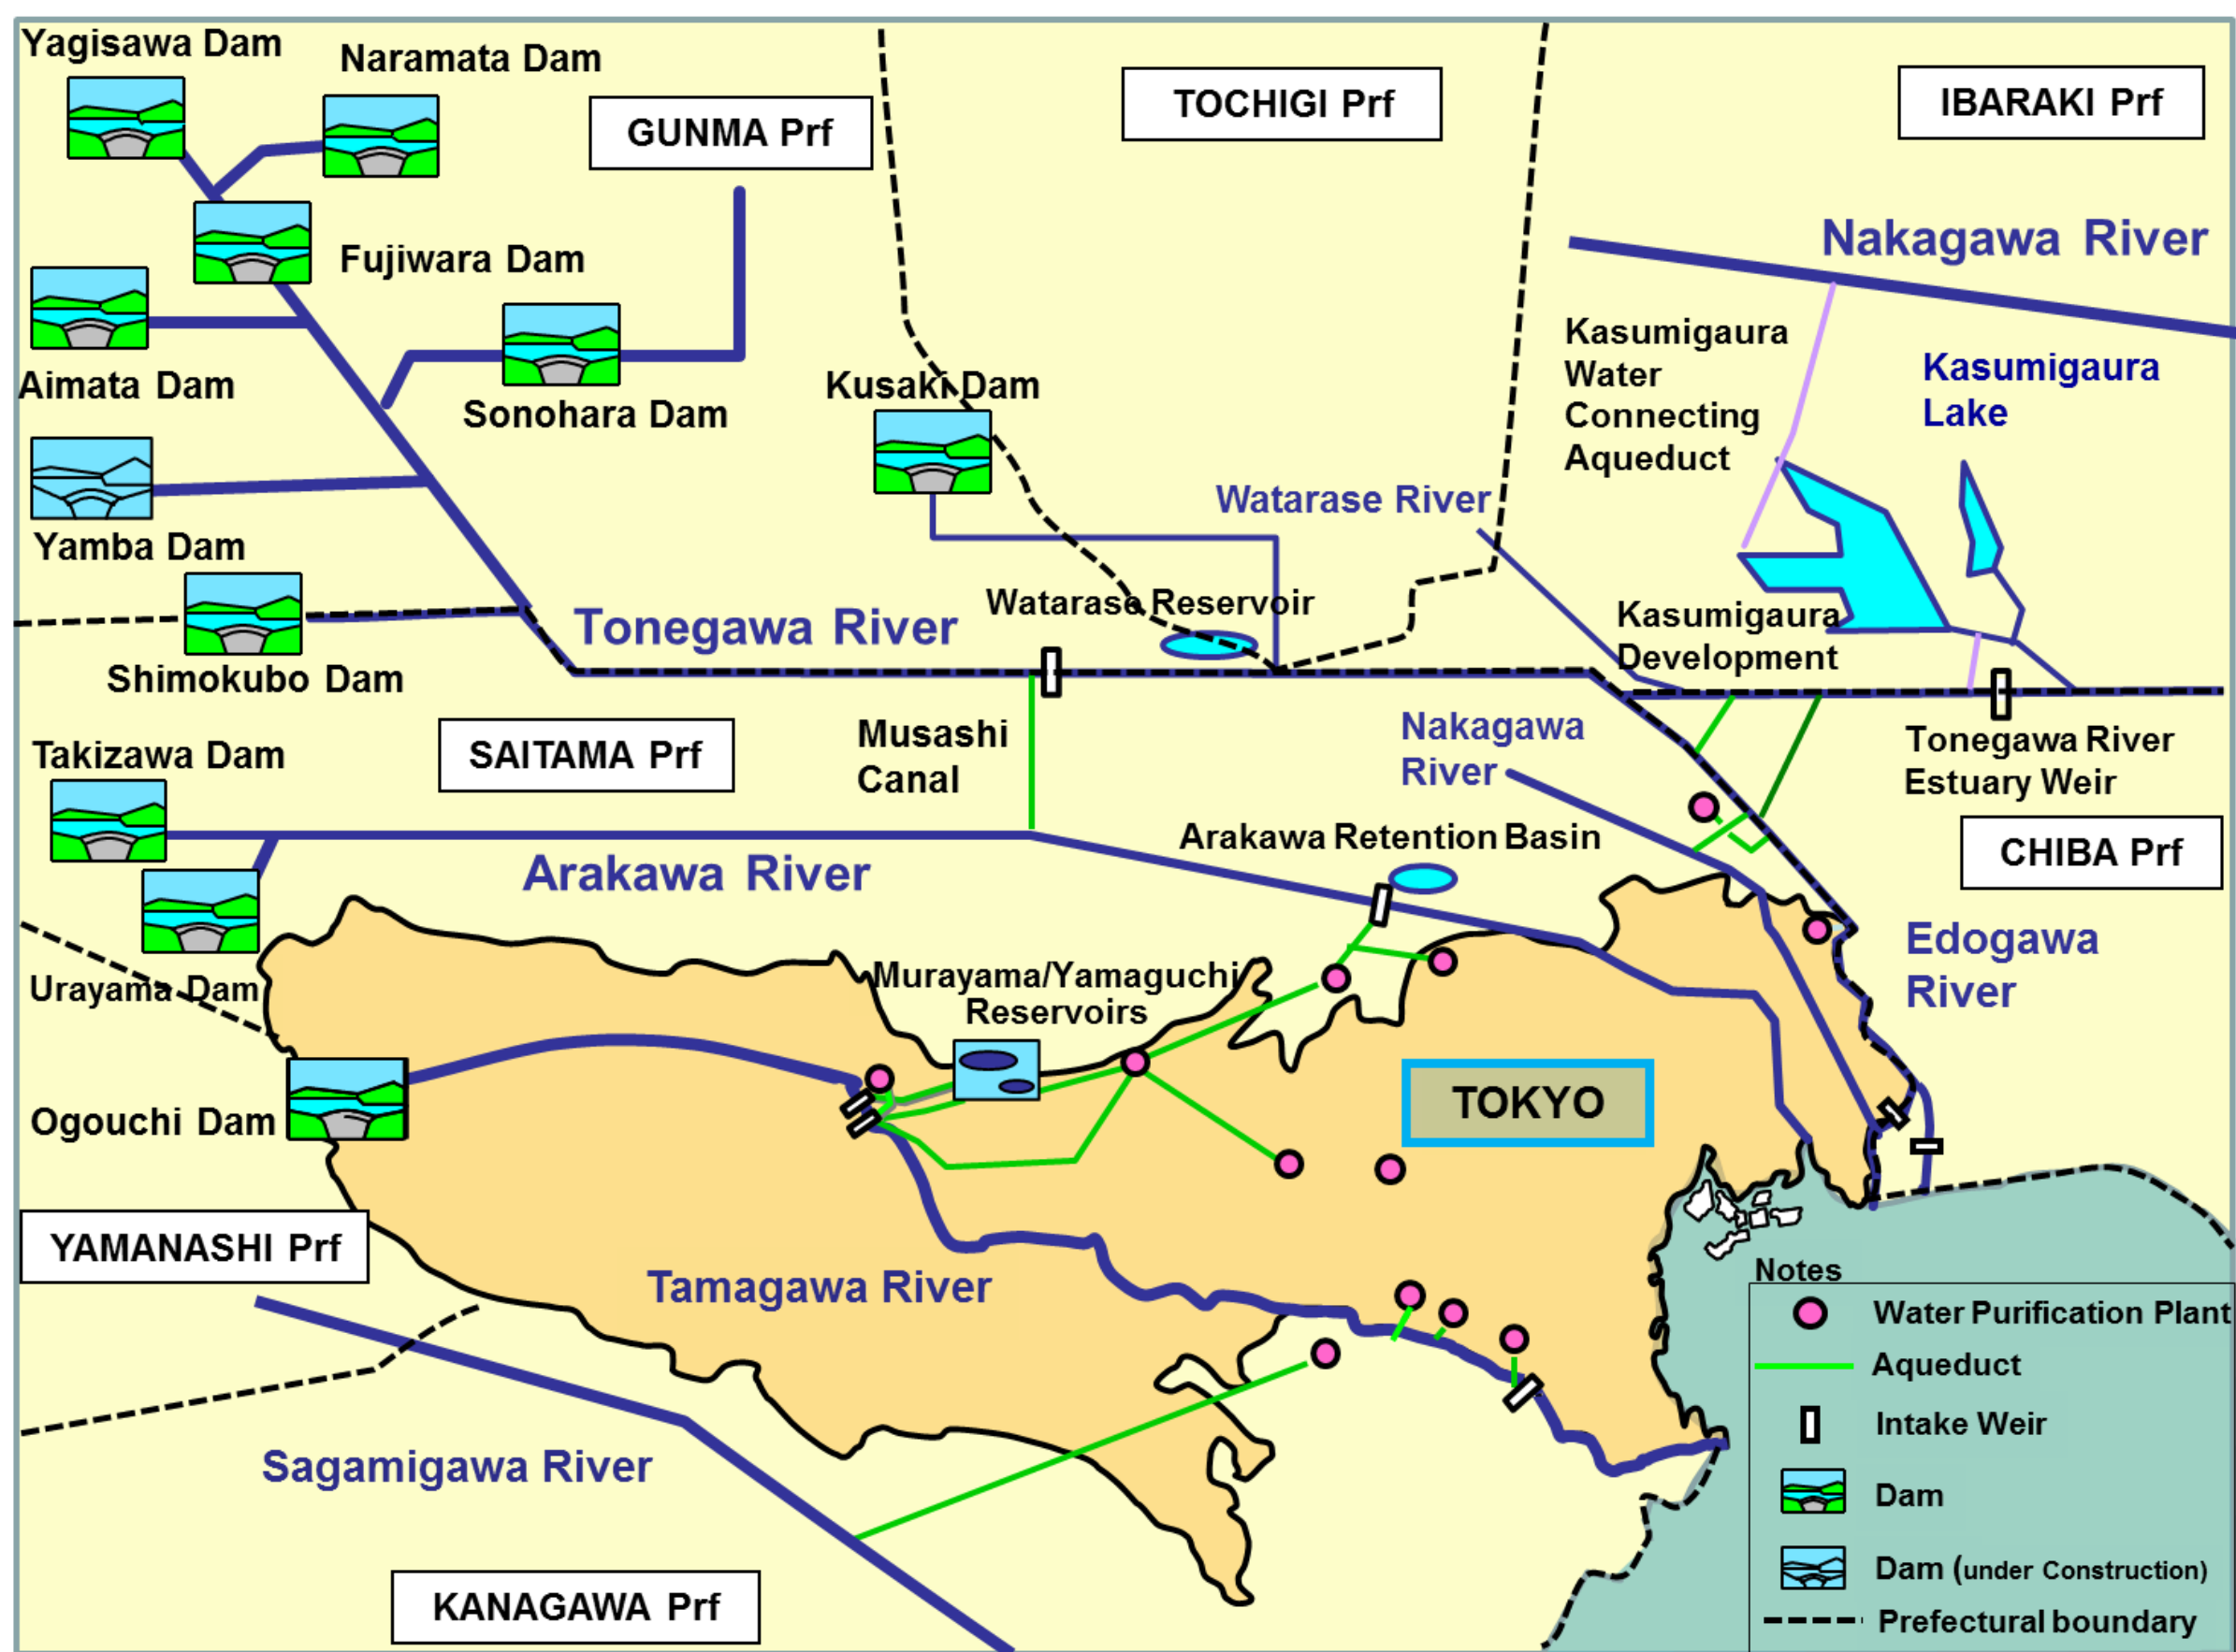 Yagisawa Dam
Naramata Dam
GUNMA Prf
TOCHIGI Prf
IBARAKI Prf
Nakagawa River
Fujiwara Dam
Aimata Dam
Sonohara Dam
Kusaki Dam
Kasumigaura
Water
Connecting
Aqueduct
Kasumigaura
Lake
Watarase River
Yamba Dam
Watarase Reservoir
Kasumigaura
Development
Tonegawa River
Shimokubo Dam
SAITAMA Prf
Musashi
Canal
Nakagawa
River
Tonegawa River
Estuary Weir
Takizawa Dam
Arakawa River
Arakawa Retention Basin
CHIBA Prf
Urayama Dam
Murayama/Yamaguchi
Reservoirs
Edogawa
River
Ogouchi Dam
TOKYO
YAMANASHI Prf
Tamagawa River
Sagamigawa River
KANAGAWA Prf
Notes
Water Purification Plant
Aqueduct
Intake Weir
Dam
Dam (under Construction)
Prefectural boundary